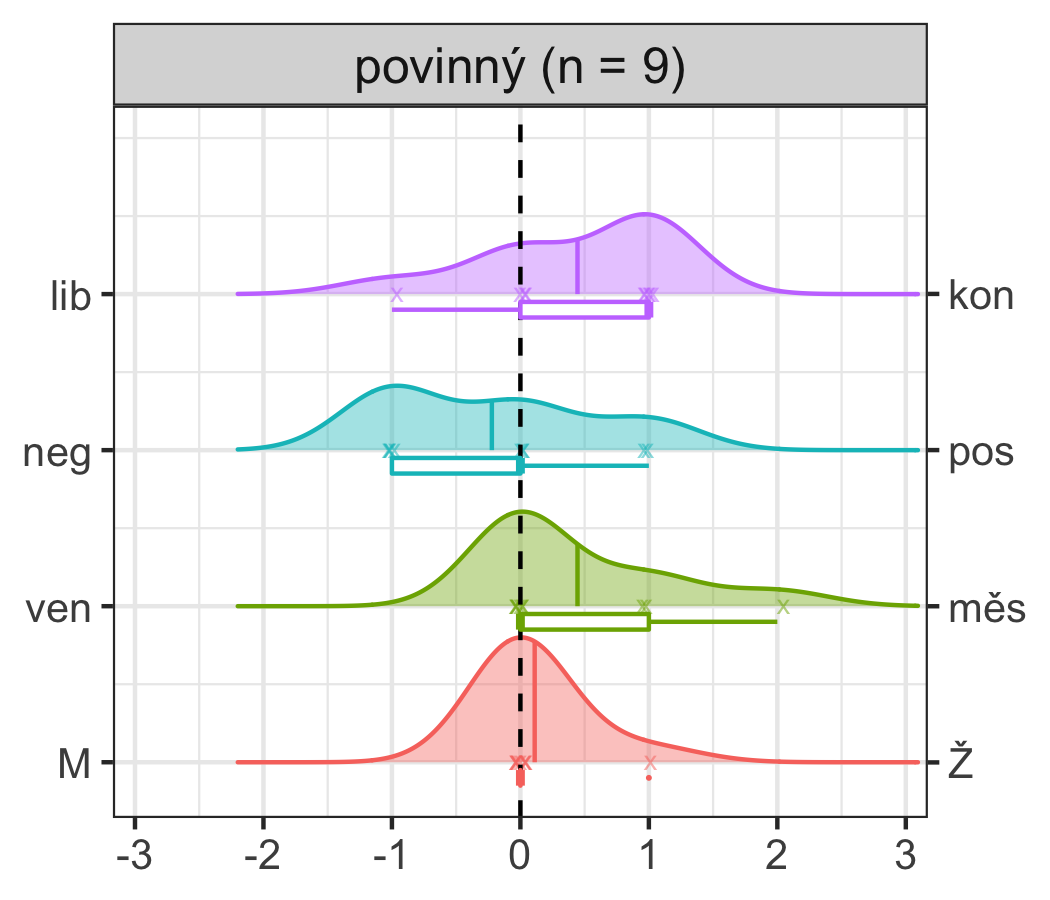 povinný (n = 9)
lib kon
neg pos
ven měs
M Ž
-3 -2 -1 0 1 2 3